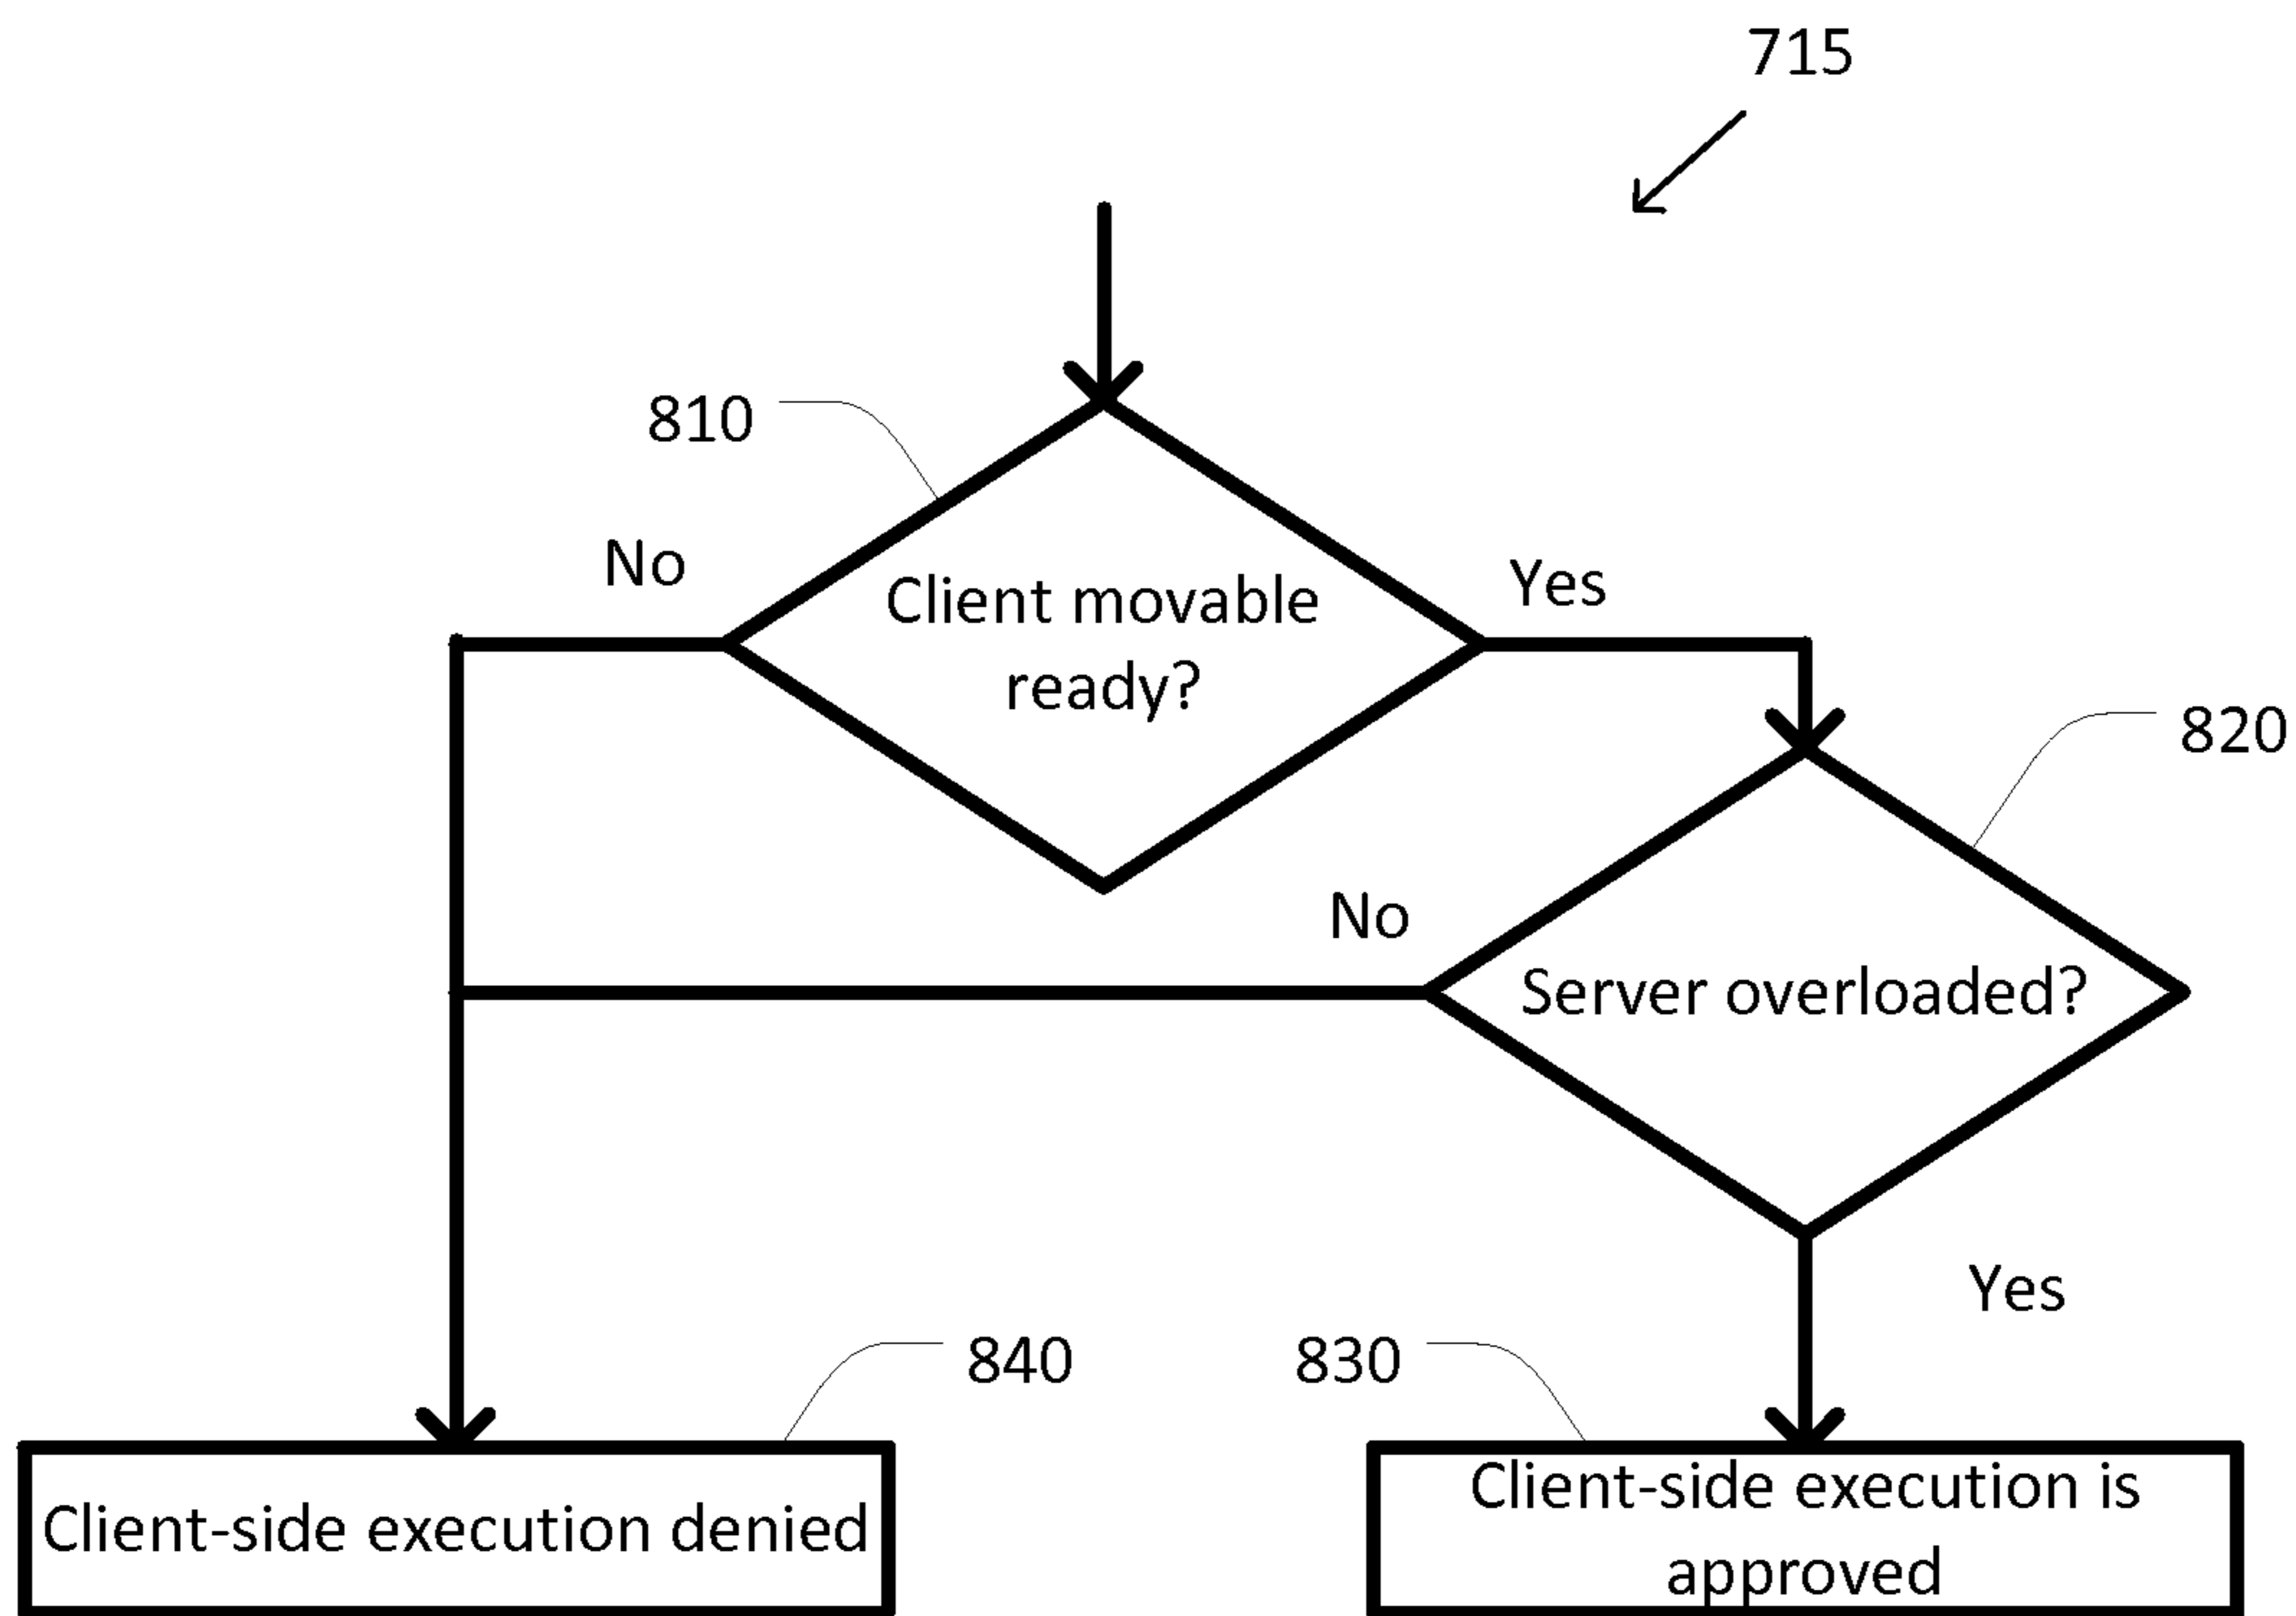 715
810
No
Client movable
ready?
Yes
820
No
Server overloaded?
Yes
840
830
Client-side execution denied
Client-side execution is
approved